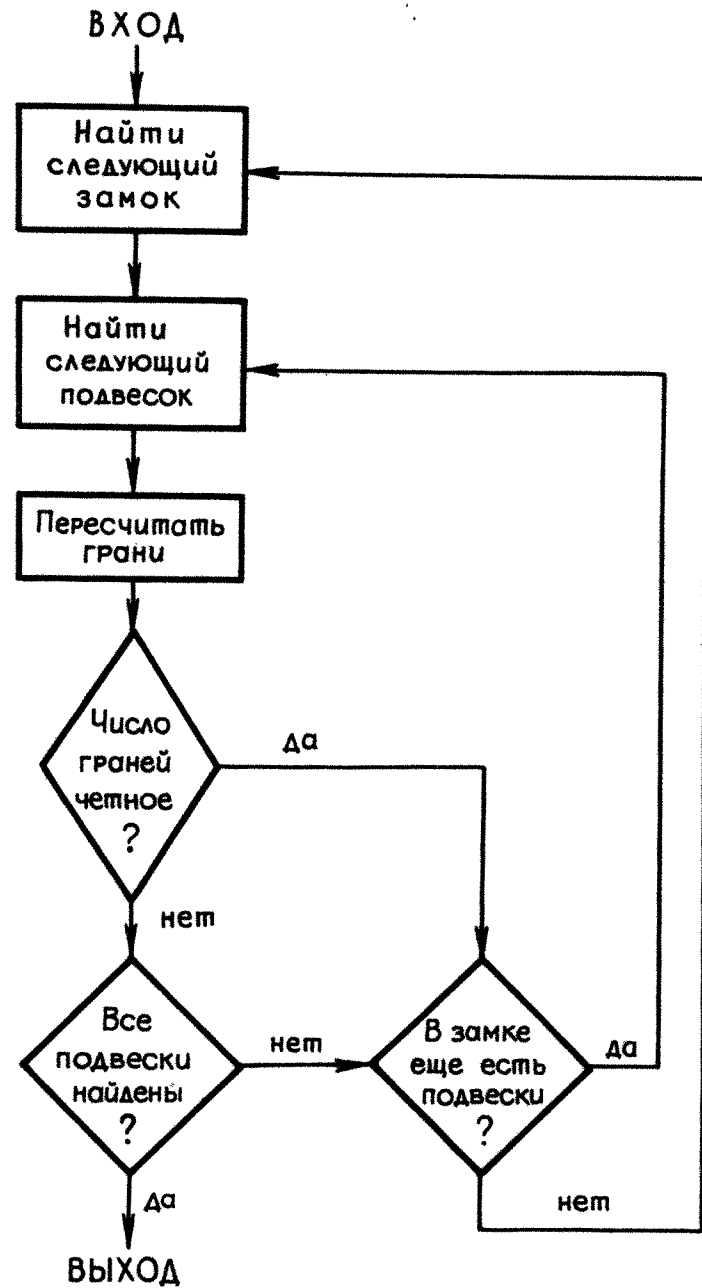 ВХОД
Найти
следующий
замок
Найти
следующий
подвесок
Пересчитать
грани
Число
граней
четное
?
да
нет
Все
подвески
найдены
?
нет
В замке
еще есть
подвески
?
да
да
нет
ВЫХОД